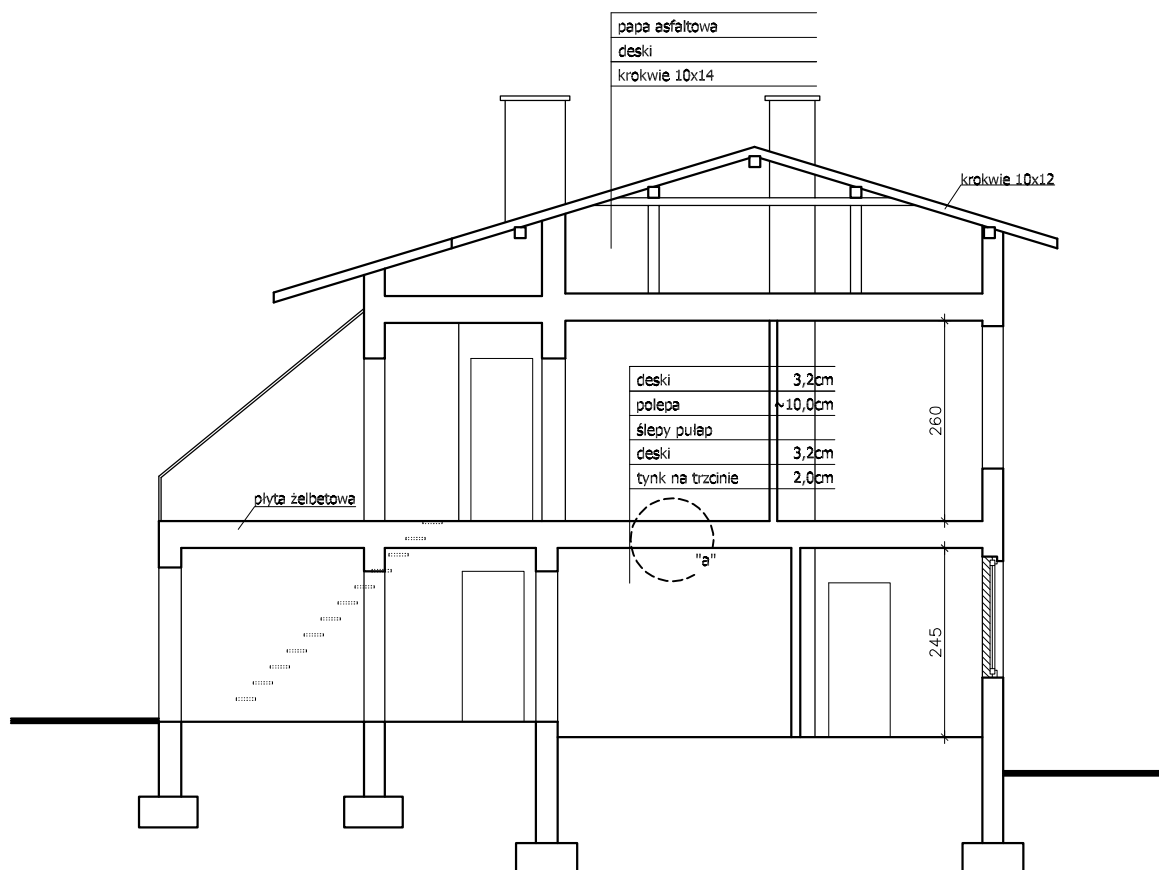 papa asfaltowa
deski
krokwie 10x14
krokwie 10x12
deski 3,2cm
polepa ~10,0cm
ślepy pułap
deski 3,2cm
tynk na trzcinie 2,0cm
260
płyta żelbetowa
"a"
245